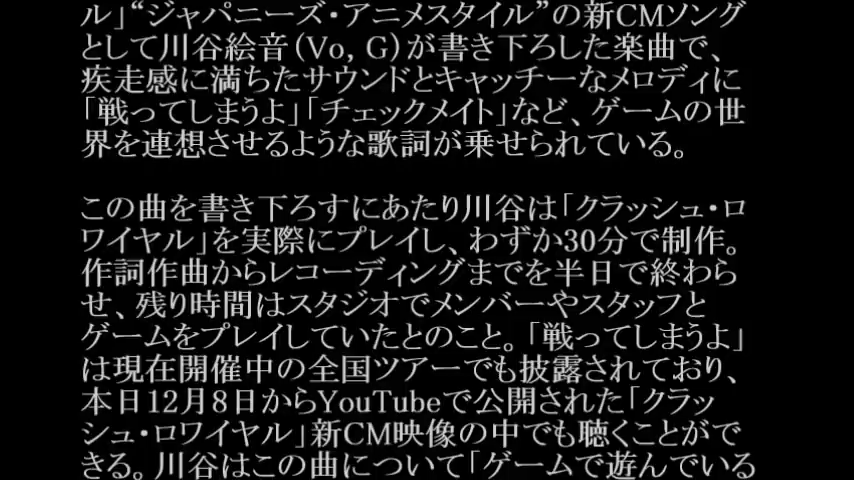 ル」“ジャパニーズ・アニメスタイル”の新CMソング
として川谷絵音(Vo, G)が書き下ろした楽曲で、
疾走感に満ちたサウンドとキャッチーなメロディに
「戦ってしまうよ」「チェックメイト」など、ゲームの世
界を連想させるような歌詞が乗せられている。
この曲を書き下ろすにあたり川谷は「クラッシュ・ロ
ワイヤル」を実際にプレイし、わずか30分で制作。
作詞作曲からレコーディングまでを半日で終わら
せ、残り時間はスタジオでメンバーやスタッフと
ゲームをプレイしていたとのこと。「戦ってしまうよ」
は現在開催中の全国ツアーでも披露されており、
本日12月8日からYouTubeで公開された「クラッ
シュ・ロワイヤル」新CM映像の中でも聴くことがで
きる。川谷はこの曲について「ゲームで遊んでいる